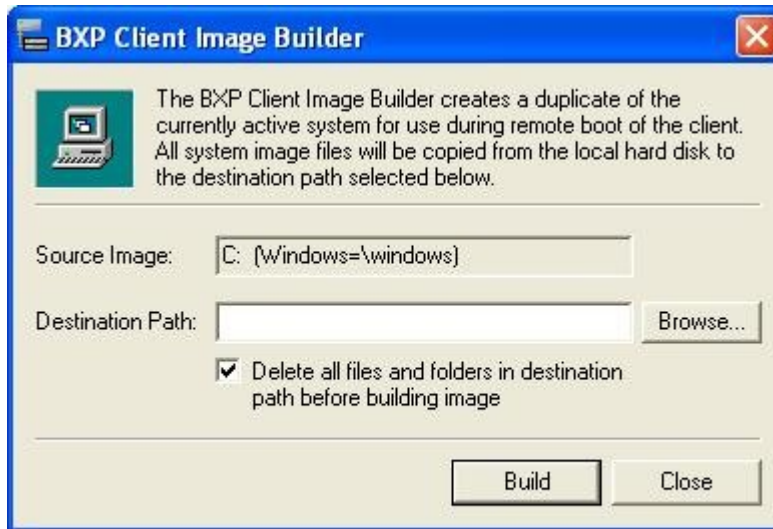 BXP Client Image Builder
The BXP Client Image Builder creates a duplicate of the
currently active system for use during remote boot of the client.
All system image files will be copied from the local hard disk to
the destination path selected below.
Source Image: C: (Windows=\windows)
Destination Path: Browse...
Delete all files and folders in destination
path before building image
Build Close